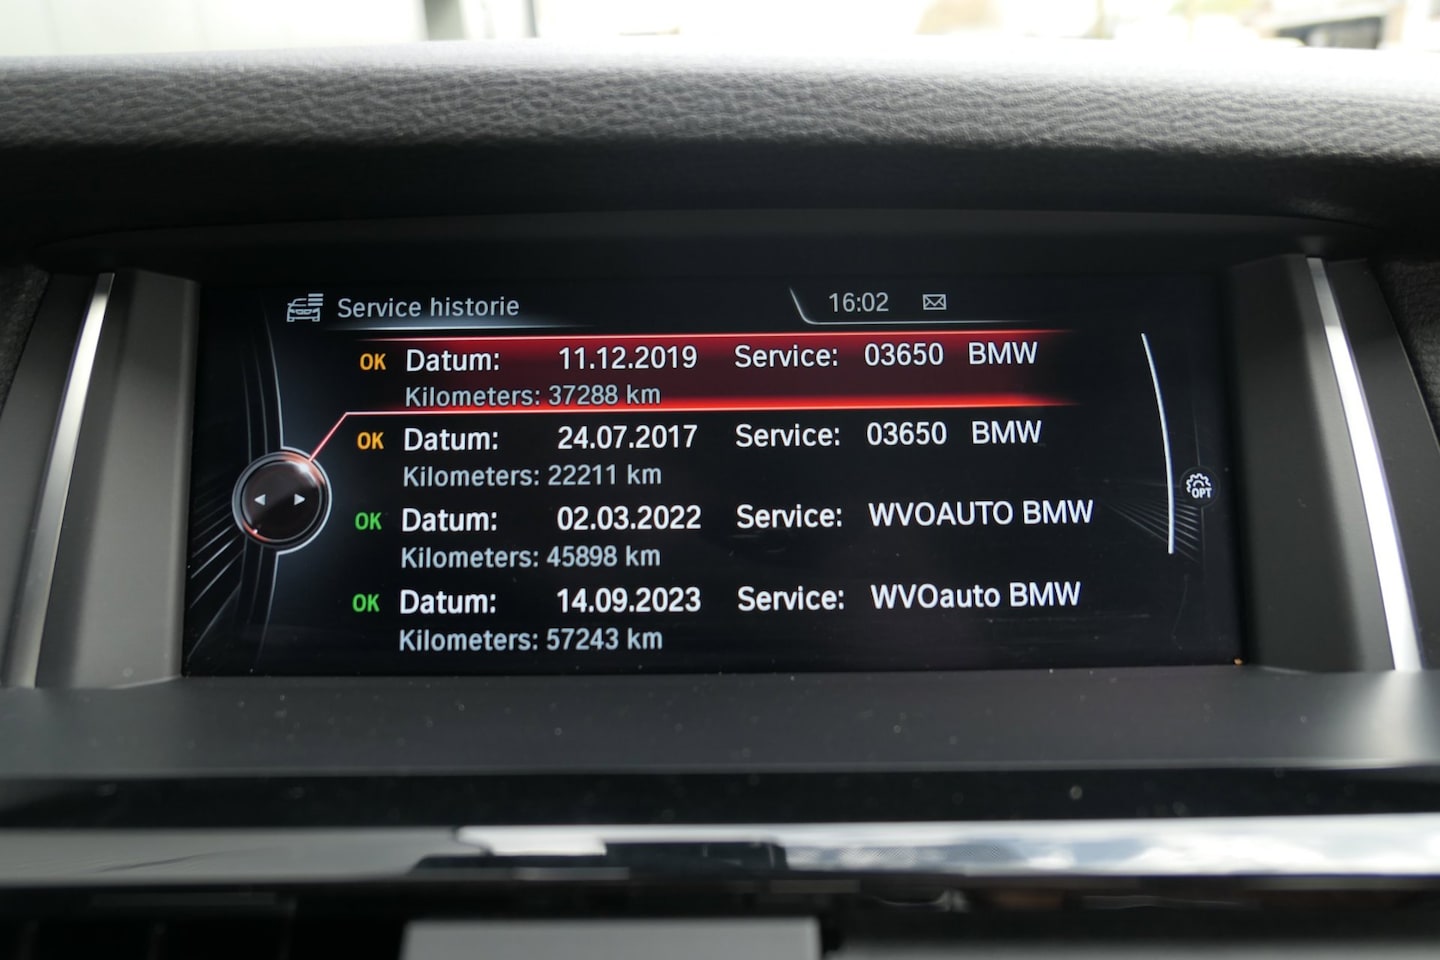 Service historie 16:02
OK Datum: 11.12.2019 Service: 03650 BMW
Kilometers: 37288 km
OK Datum: 24.07.2017 Service: 03650 BMW
Kilometers: 22211 km
OK Datum: 02.03.2022 Service: WVOAUTO BMW
Kilometers: 45898 km
OPT
OK Datum: 14.09.2023 Service: WVOauto BMW
Kilometers: 57243 km